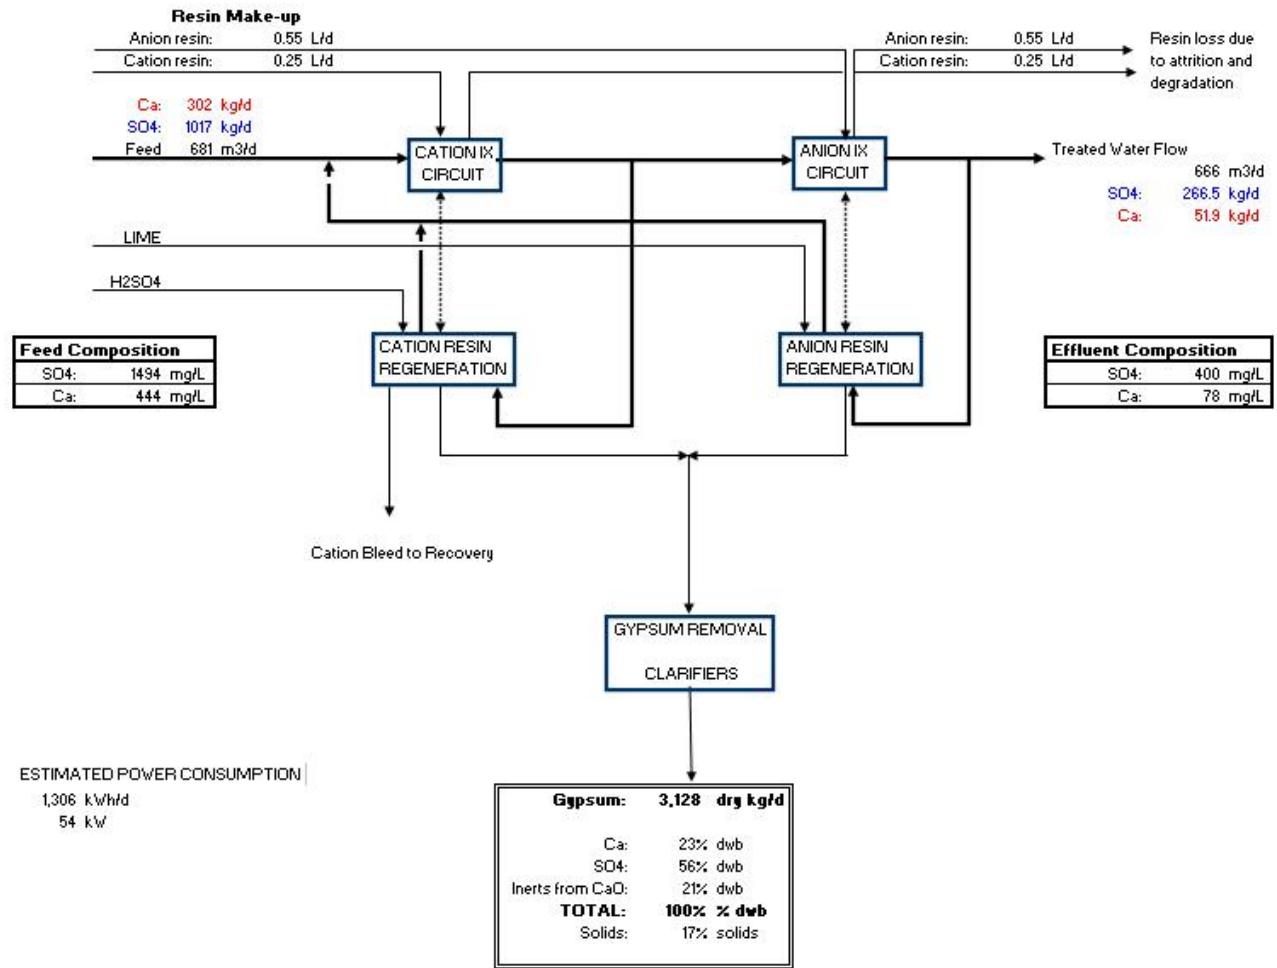 Resin Make-up
Anion resin: 0.55 L/d
Cation resin: 0.25 L/d
Anion resin: 0.55 L/d
Cation resin: 0.25 L/d
Resin loss due
to attrition and
degradation
Ca: 302 kg/d
SO4: 1017 kg/d
Feed 681 m3/d
CATION IX
CIRCUIT
ANION IX
CIRCUIT
Treated Water Flow
666 m3/d
SO4: 266.5 kg/d
Ca: 51.9 kg/d
LIME
H2SO4
Feed Composition
SO4: 1494 mg/L
Ca: 444 mg/L
CATION RESIN
REGENERATION
ANION RESIN
REGENERATION
Effluent Composition
SO4: 400 mg/L
Ca: 78 mg/L
Cation Bleed to Recovery
GYPSUM REMOVAL
CLARIFIERS
ESTIMATED POWER CONSUMPTION
1,306 kWh/d
54 kW
Gypsum: 3,128 dry kg/d
Ca: 23% dwb
SO4: 56% dwb
Inerts from CaO: 21% dwb
TOTAL: 100% % dwb
Solids: 17% solids